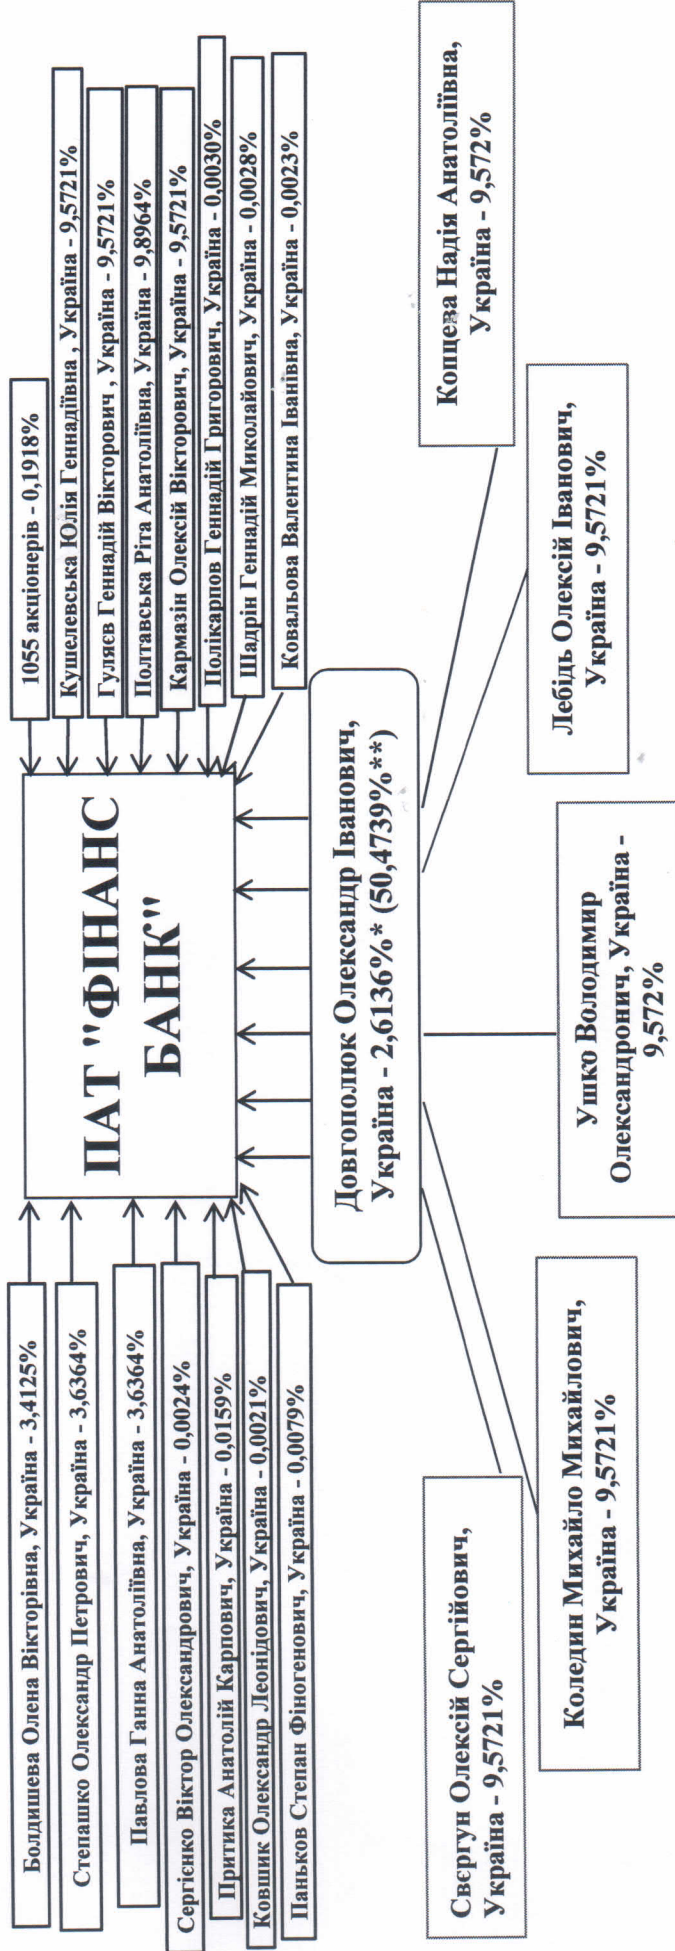 Болдишева Олена Вікторівна, Україна - 3,4125%
Степашко Олександр Петрович, Україна - 3,6364%
Павлова Ганна Анатоліївна, Україна - 3,6364%
Сергієнко Віктор Олександрович, Україна - 0,0024%
Притика Анатолій Карпович, Україна - 0,0159%
Ковшик Олександр Леонідович, Україна - 0,0021%
Паньков Степан Фіногенович, Україна - 0,0079%
ПАТ "ФІНАНС
БАНК"
1055 акціонерів - 0,1918%
Кушелевська Юлія Геннадіївна , Україна - 9,5721%
Гуляєв Геннадій Вікторович , Україна - 9,5721%
Полтавська Ріта Анатоліївна, Україна - 9,8964%
Кармазін Олексій Вікторович, Україна - 9,5721%
Полікарпов Геннадій Григорович, Україна - 0,0030%
Шадрін Геннадій Миколайович, Україна - 0,0028%
Ковальова Валентина Іванівна, Україна - 0,0023%
Довгополюк Олександр Іванович,
Україна - 2,6136%* (50,4739%**)
Свєргун Олексій Сергійович,
Україна - 9,5721%
Коледин Михайло Михайлович,
Україна - 9,5721%
Ушко Володимир
Олександронич, Україна -
9,572%
Лебідь Олексій Іванович,
Україна - 9,5721%
Копцева Надія Анатоліївна,
Україна - 9,572%